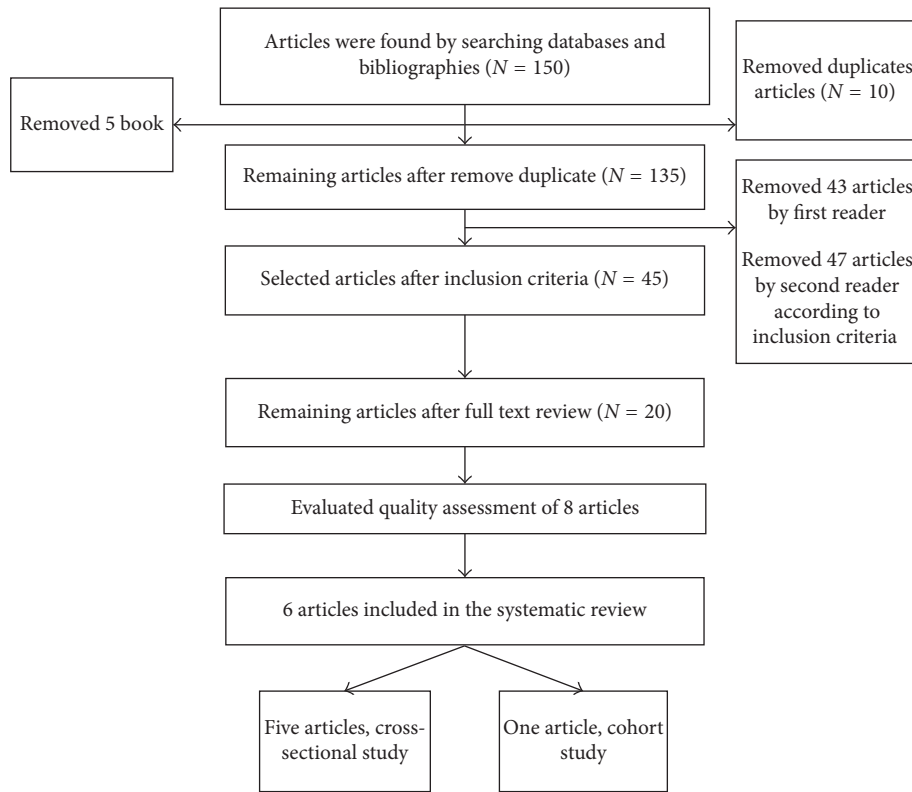 Articles were found by searching databases and
bibliographies (N = 150)
Removed duplicates
articles (N = 10)
Removed 5 book
Remaining articles after remove duplicate (N = 135)
Removed 43 articles
by first reader
Removed 47 articles
by second reader
according to
inclusion criteria
Selected articles after inclusion criteria (N = 45)
Remaining articles after full text review (N = 20)
Evaluated quality assessment of 8 articles
6 articles included in the systematic review
Five articles, cross-
sectional study
One article, cohort
study